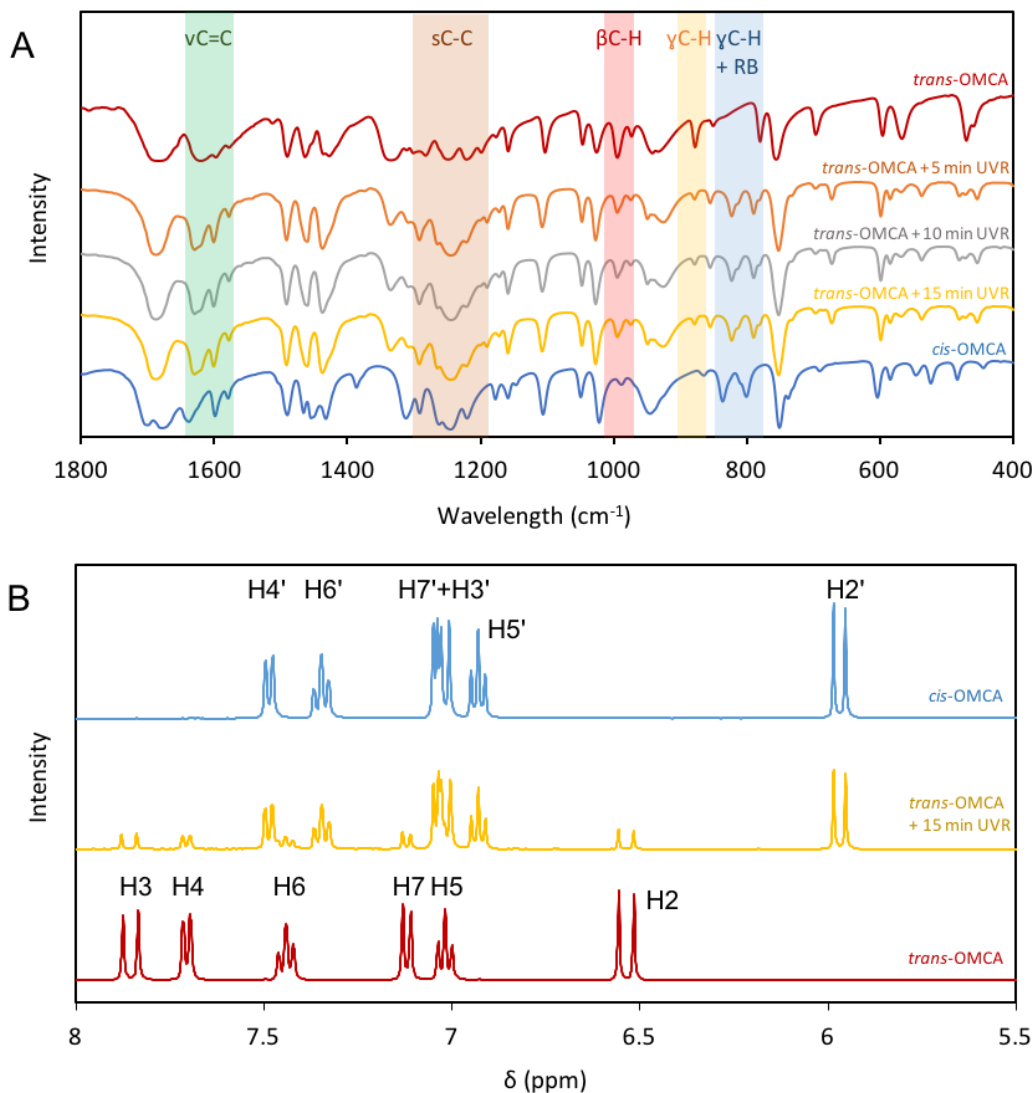 A
νC=C
sC-C
βC-H
ɣC-H
ɣC-H
+ RB
trans-OMCA
trans-OMCA + 5 min UVR
trans-OMCA + 10 min UVR
trans-OMCA + 15 min UVR
cis-OMCA
Intensity
1800 1600 1400 1200 1000 800 600 400
Wavelength (cm-1)
B
H4' H6' H7'+H3' H2'
H5'
cis-OMCA
trans-OMCA
+ 15 min UVR
Intensity
H3 H4 H6 H7 H5 H2
trans-OMCA
8 7.5 7 6.5 6 5.5
δ (ppm)